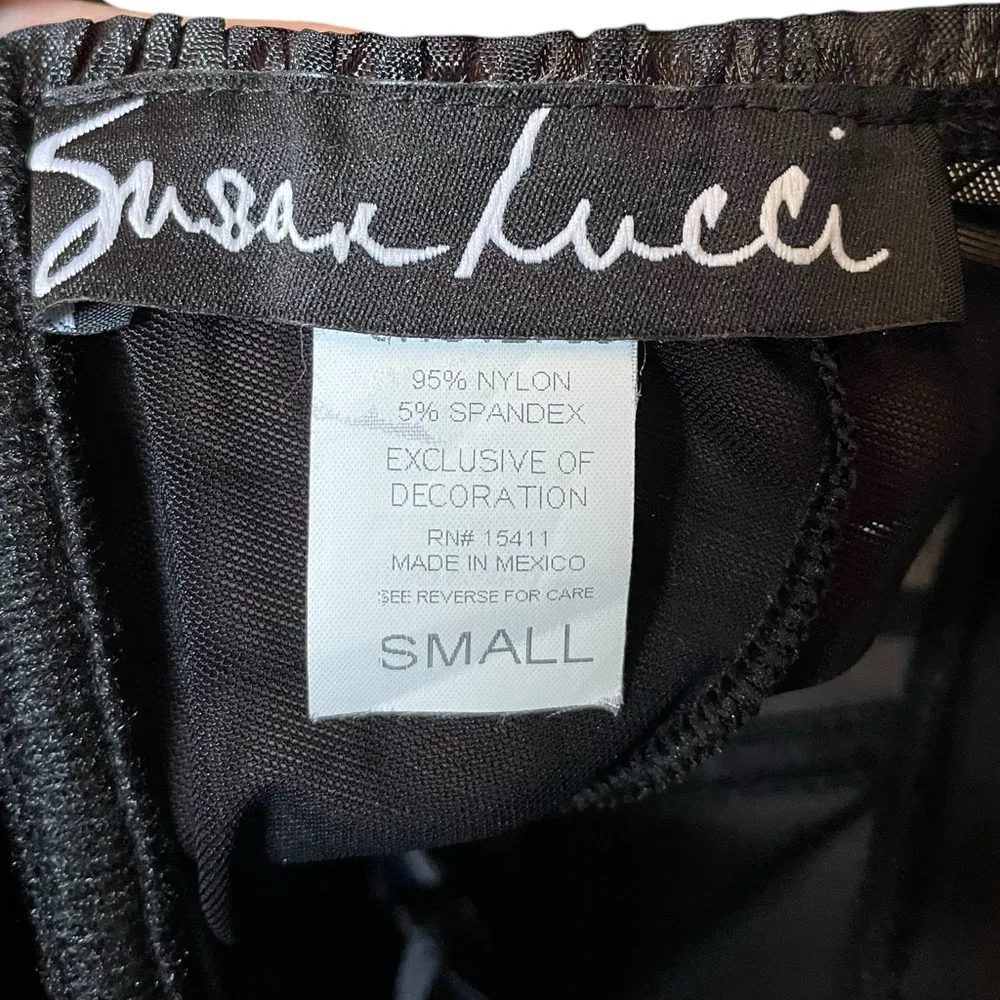 Susan Lucci
95% NYLON
5% SPANDEX
EXCLUSIVE OF
DECORATION
RN# 15411
MADE IN MEXICO
SEE REVERSE FOR CARE
SMALL